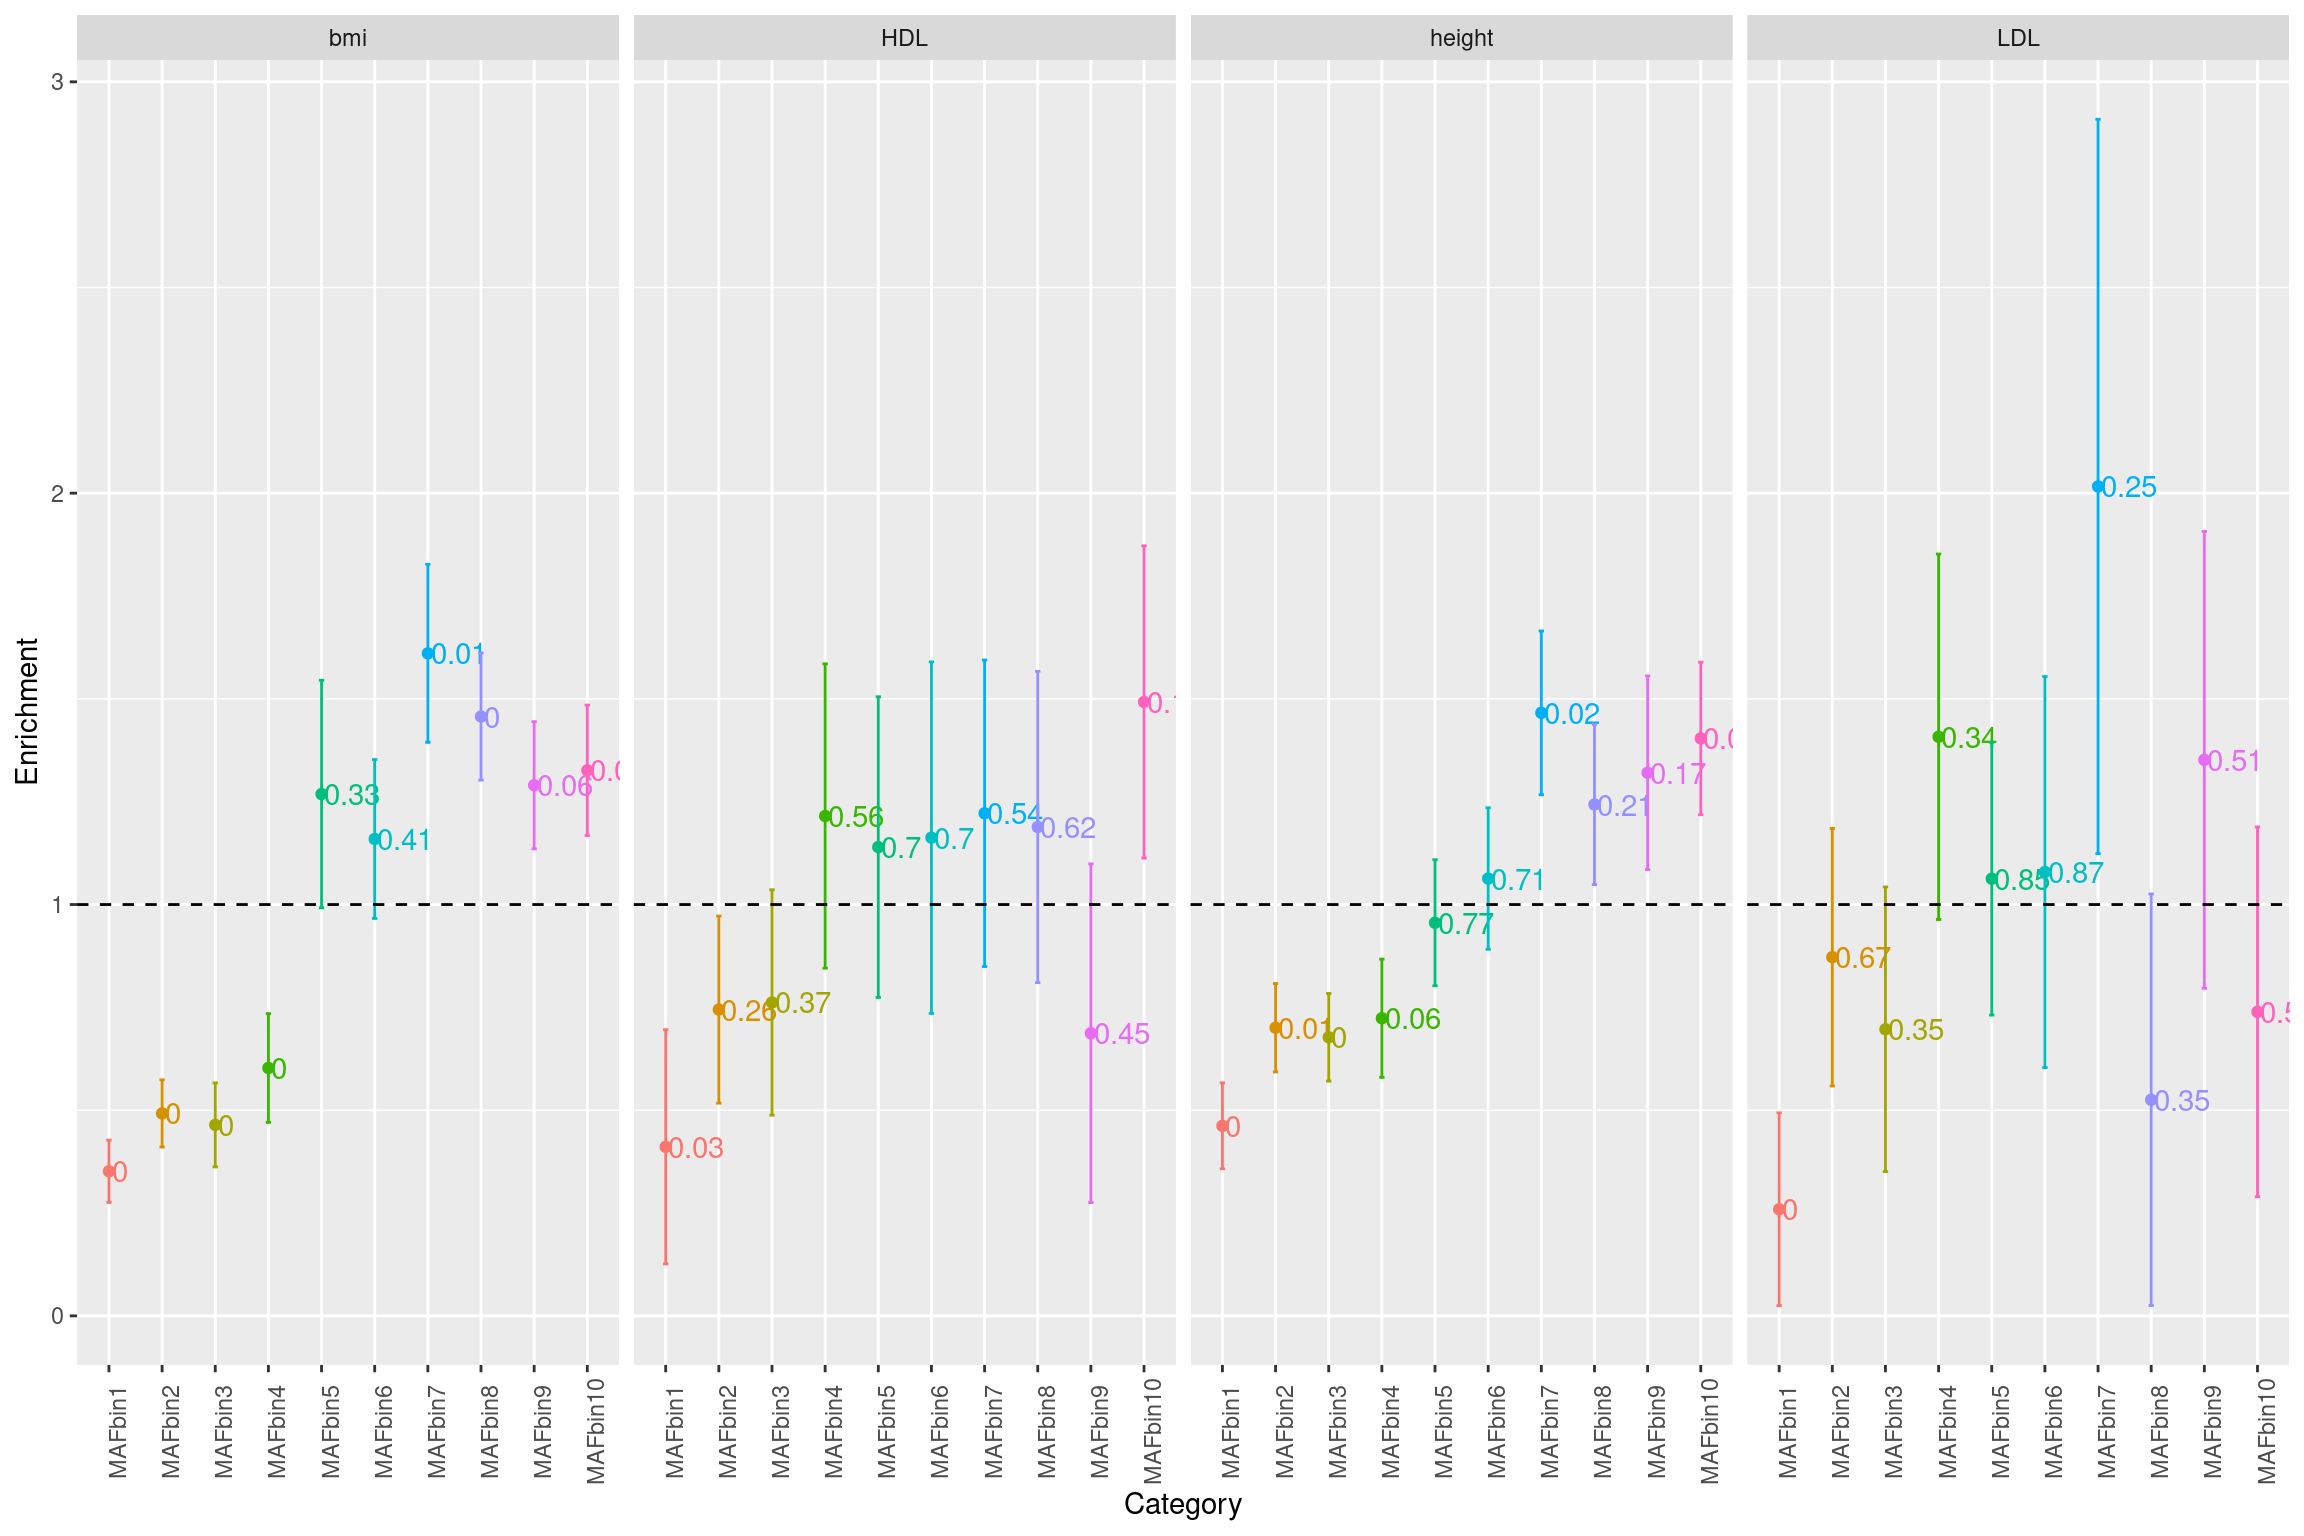 bmi
HDL
height
LDL
Enrichment
3
2
1
0
0
0
0
0
0.33
0.41
0.01
0
0.06
0.03
0.26
0.37
0.56
0.7
0.7
0.54
0.62
0.45
0
0.01
0
0.06
0.77
0.71
0.02
0.21
0.17
0
0.67
0.35
0.34
0.85
0.87
0.25
0.35
0.51
MAFbin1
MAFbin2
MAFbin3
MAFbin4
MAFbin5
MAFbin6
MAFbin7
MAFbin8
MAFbin9
MAFbin10
MAFbin1
MAFbin2
MAFbin3
MAFbin4
MAFbin5
MAFbin6
MAFbin7
MAFbin8
MAFbin9
MAFbin10
MAFbin1
MAFbin2
MAFbin3
MAFbin4
MAFbin5
MAFbin6
MAFbin7
MAFbin8
MAFbin9
MAFbin10
MAFbin1
MAFbin2
MAFbin3
MAFbin4
MAFbin5
MAFbin6
MAFbin7
MAFbin8
MAFbin9
MAFbin10
Category